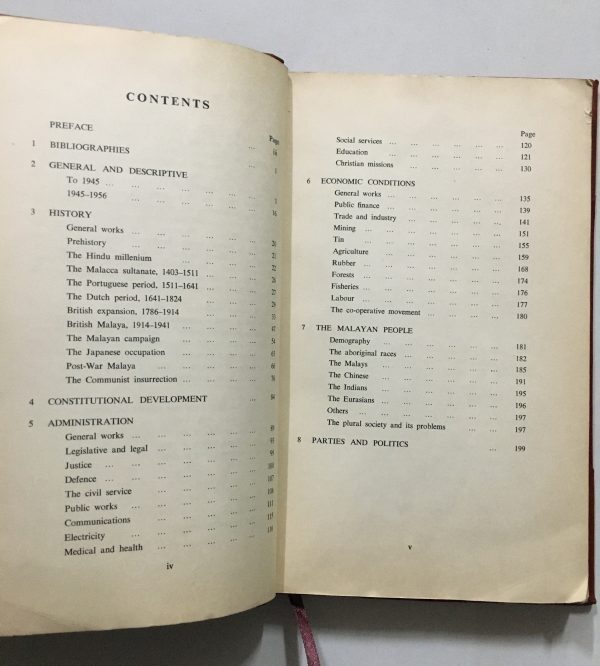 CONTENTS
Page
PREFACE
1 BIBLIOGRAPHIES ...
2 GENERAL AND DESCRIPTIVE
To 1945 ... ... ... ... ... ...
1945–1956 ... ... ... ... ...
3 HISTORY
General works ... ... ... ... ...
Prehistory ... ... ... ... ...
The Hindu millenium ... ... ... ...
The Malacca sultanate, 1403–1511 ... ... ...
The Portuguese period, 1511–1641 ... ... ...
The Dutch period, 1641–1824 ... ... ...
British expansion, 1786–1914 ... ... ...
British Malaya, 1914–1941 ... ... ...
The Malayan campaign ... ... ... ...
The Japanese occupation ... ... ... ...
Post-War Malaya ... ... ... ...
The Communist insurrection ... ... ... ...
4 CONSTITUTIONAL DEVELOPMENT ... ... 84
5 ADMINISTRATION
General works ... ... ... ... ...
Legislative and legal ... ... ... ... ...
Justice ... ... ... ... ... ...
Defence ... ... ... ... ... ...
The civil service ... ... ... ...
Public works ... ... ... ... ...
Communications ... ... ... ...
Electricity ... ... ... ... ...
Medical and health ... ... ... ... ...
iv
Page
Social services ... ... ... ... ... 120
Education ... ... ... ... ... 121
Christian missions ... ... ... ... 130
6 ECONOMIC CONDITIONS
General works ... ... ... ... ... 135
Public finance ... ... ... ... ... 139
Trade and industry ... ... ... ... 141
Mining ... ... ... ... ... 151
Tin ... ... ... ... ... 155
Agriculture ... ... ... ... ... 159
Rubber ... ... ... ... ... 168
Forests ... ... ... ... ... 174
Fisheries ... ... ... ... ... 176
Labour ... ... ... ... ... 177
The co-operative movement ... ... ... ... 180
7 THE MALAYAN PEOPLE
Demography ... ... ... ... ... 181
The aboriginal races ... ... ... ... 182
The Malays ... ... ... ... ... 185
The Chinese ... ... ... ... ... 191
The Indians ... ... ... ... ... 195
The Eurasians ... ... ... ... ... 196
Others ... ... ... ... ... 197
The plural society and its problems ... ... 197
8 PARTIES AND POLITICS ... 199
v